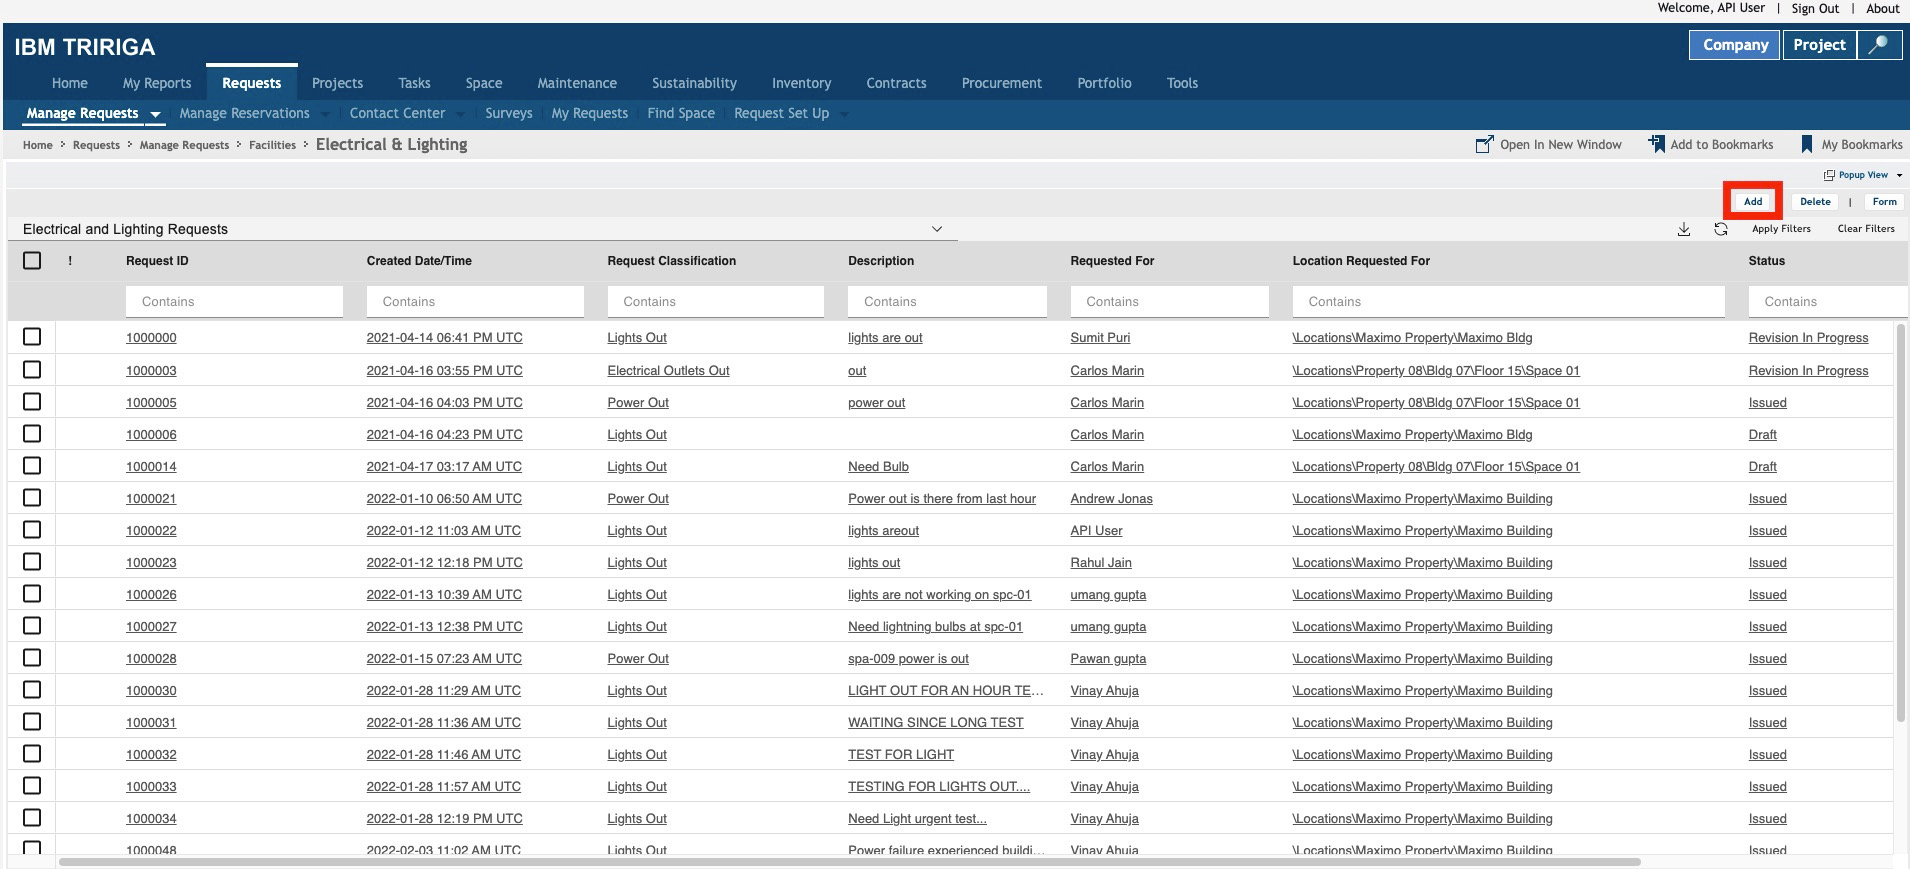 Welcome, API User | Sign Out | About
IBM TRIRIGA
Company Project
Home My Reports Requests Projects Tasks Space Maintenance Sustainability Inventory Contracts Procurement Portfolio Tools
Manage Requests Manage Reservations Contact Center Surveys My Requests Find Space Request Set Up
Home > Requests > Manage Requests > Facilities > Electrical & Lighting Open In New Window Add to Bookmarks My Bookmarks
Popup View
Add Delete | Form
Electrical and Lighting Requests Apply Filters Clear Filters
! Request ID Created Date/Time Request Classification Description Requested For Location Requested For Status
Contains Contains Contains Contains Contains Contains Contains
1000000 2021-04-14 06:41 PM UTC Lights Out lights are out Sumit Puri \Locations\Maximo Property\Maximo Bldg Revision In Progress
1000003 2021-04-16 03:55 PM UTC Electrical Outlets Out out Carlos Marin \Locations\Property 08\Bldg 07\Floor 15\Space 01 Revision In Progress
1000005 2021-04-16 04:03 PM UTC Power Out power out Carlos Marin \Locations\Property 08\Bldg 07\Floor 15\Space 01 Issued
1000006 2021-04-16 04:23 PM UTC Lights Out Carlos Marin \Locations\Maximo Property\Maximo Bldg Draft
1000014 2021-04-17 03:17 AM UTC Lights Out Need Bulb Carlos Marin \Locations\Property 08\Bldg 07\Floor 15\Space 01 Draft
1000021 2022-01-10 06:50 AM UTC Power Out Power out is there from last hour Andrew Jonas \Locations\Maximo Property\Maximo Building Issued
1000022 2022-01-12 11:03 AM UTC Lights Out lights areout API User \Locations\Maximo Property\Maximo Building Issued
1000023 2022-01-12 12:18 PM UTC Lights Out lights out Rahul Jain \Locations\Maximo Property\Maximo Building Issued
1000026 2022-01-13 10:39 AM UTC Lights Out lights are not working on spc-01 umang gupta \Locations\Maximo Property\Maximo Building Issued
1000027 2022-01-13 12:38 PM UTC Lights Out Need lightning bulbs at spc-01 umang gupta \Locations\Maximo Property\Maximo Building Issued
1000028 2022-01-15 07:23 AM UTC Power Out spa-009 power is out Pawan gupta \Locations\Maximo Property\Maximo Building Issued
1000030 2022-01-28 11:29 AM UTC Lights Out LIGHT OUT FOR AN HOUR TE... Vinay Ahuja \Locations\Maximo Property\Maximo Building Issued
1000031 2022-01-28 11:36 AM UTC Lights Out WAITING SINCE LONG TEST Vinay Ahuja \Locations\Maximo Property\Maximo Building Issued
1000032 2022-01-28 11:46 AM UTC Lights Out TEST FOR LIGHT Vinay Ahuja \Locations\Maximo Property\Maximo Building Issued
1000033 2022-01-28 11:57 AM UTC Lights Out TESTING FOR LIGHTS OUT.... Vinay Ahuja \Locations\Maximo Property\Maximo Building Issued
1000034 2022-01-28 12:19 PM UTC Lights Out Need Light urgent test... Vinay Ahuja \Locations\Maximo Property\Maximo Building Issued
1000048 2022-02-03 11:02 AM UTC Lights Out Power failure experienced buildi... Vinay Ahuja \Locations\Maximo Property\Maximo Building Issued